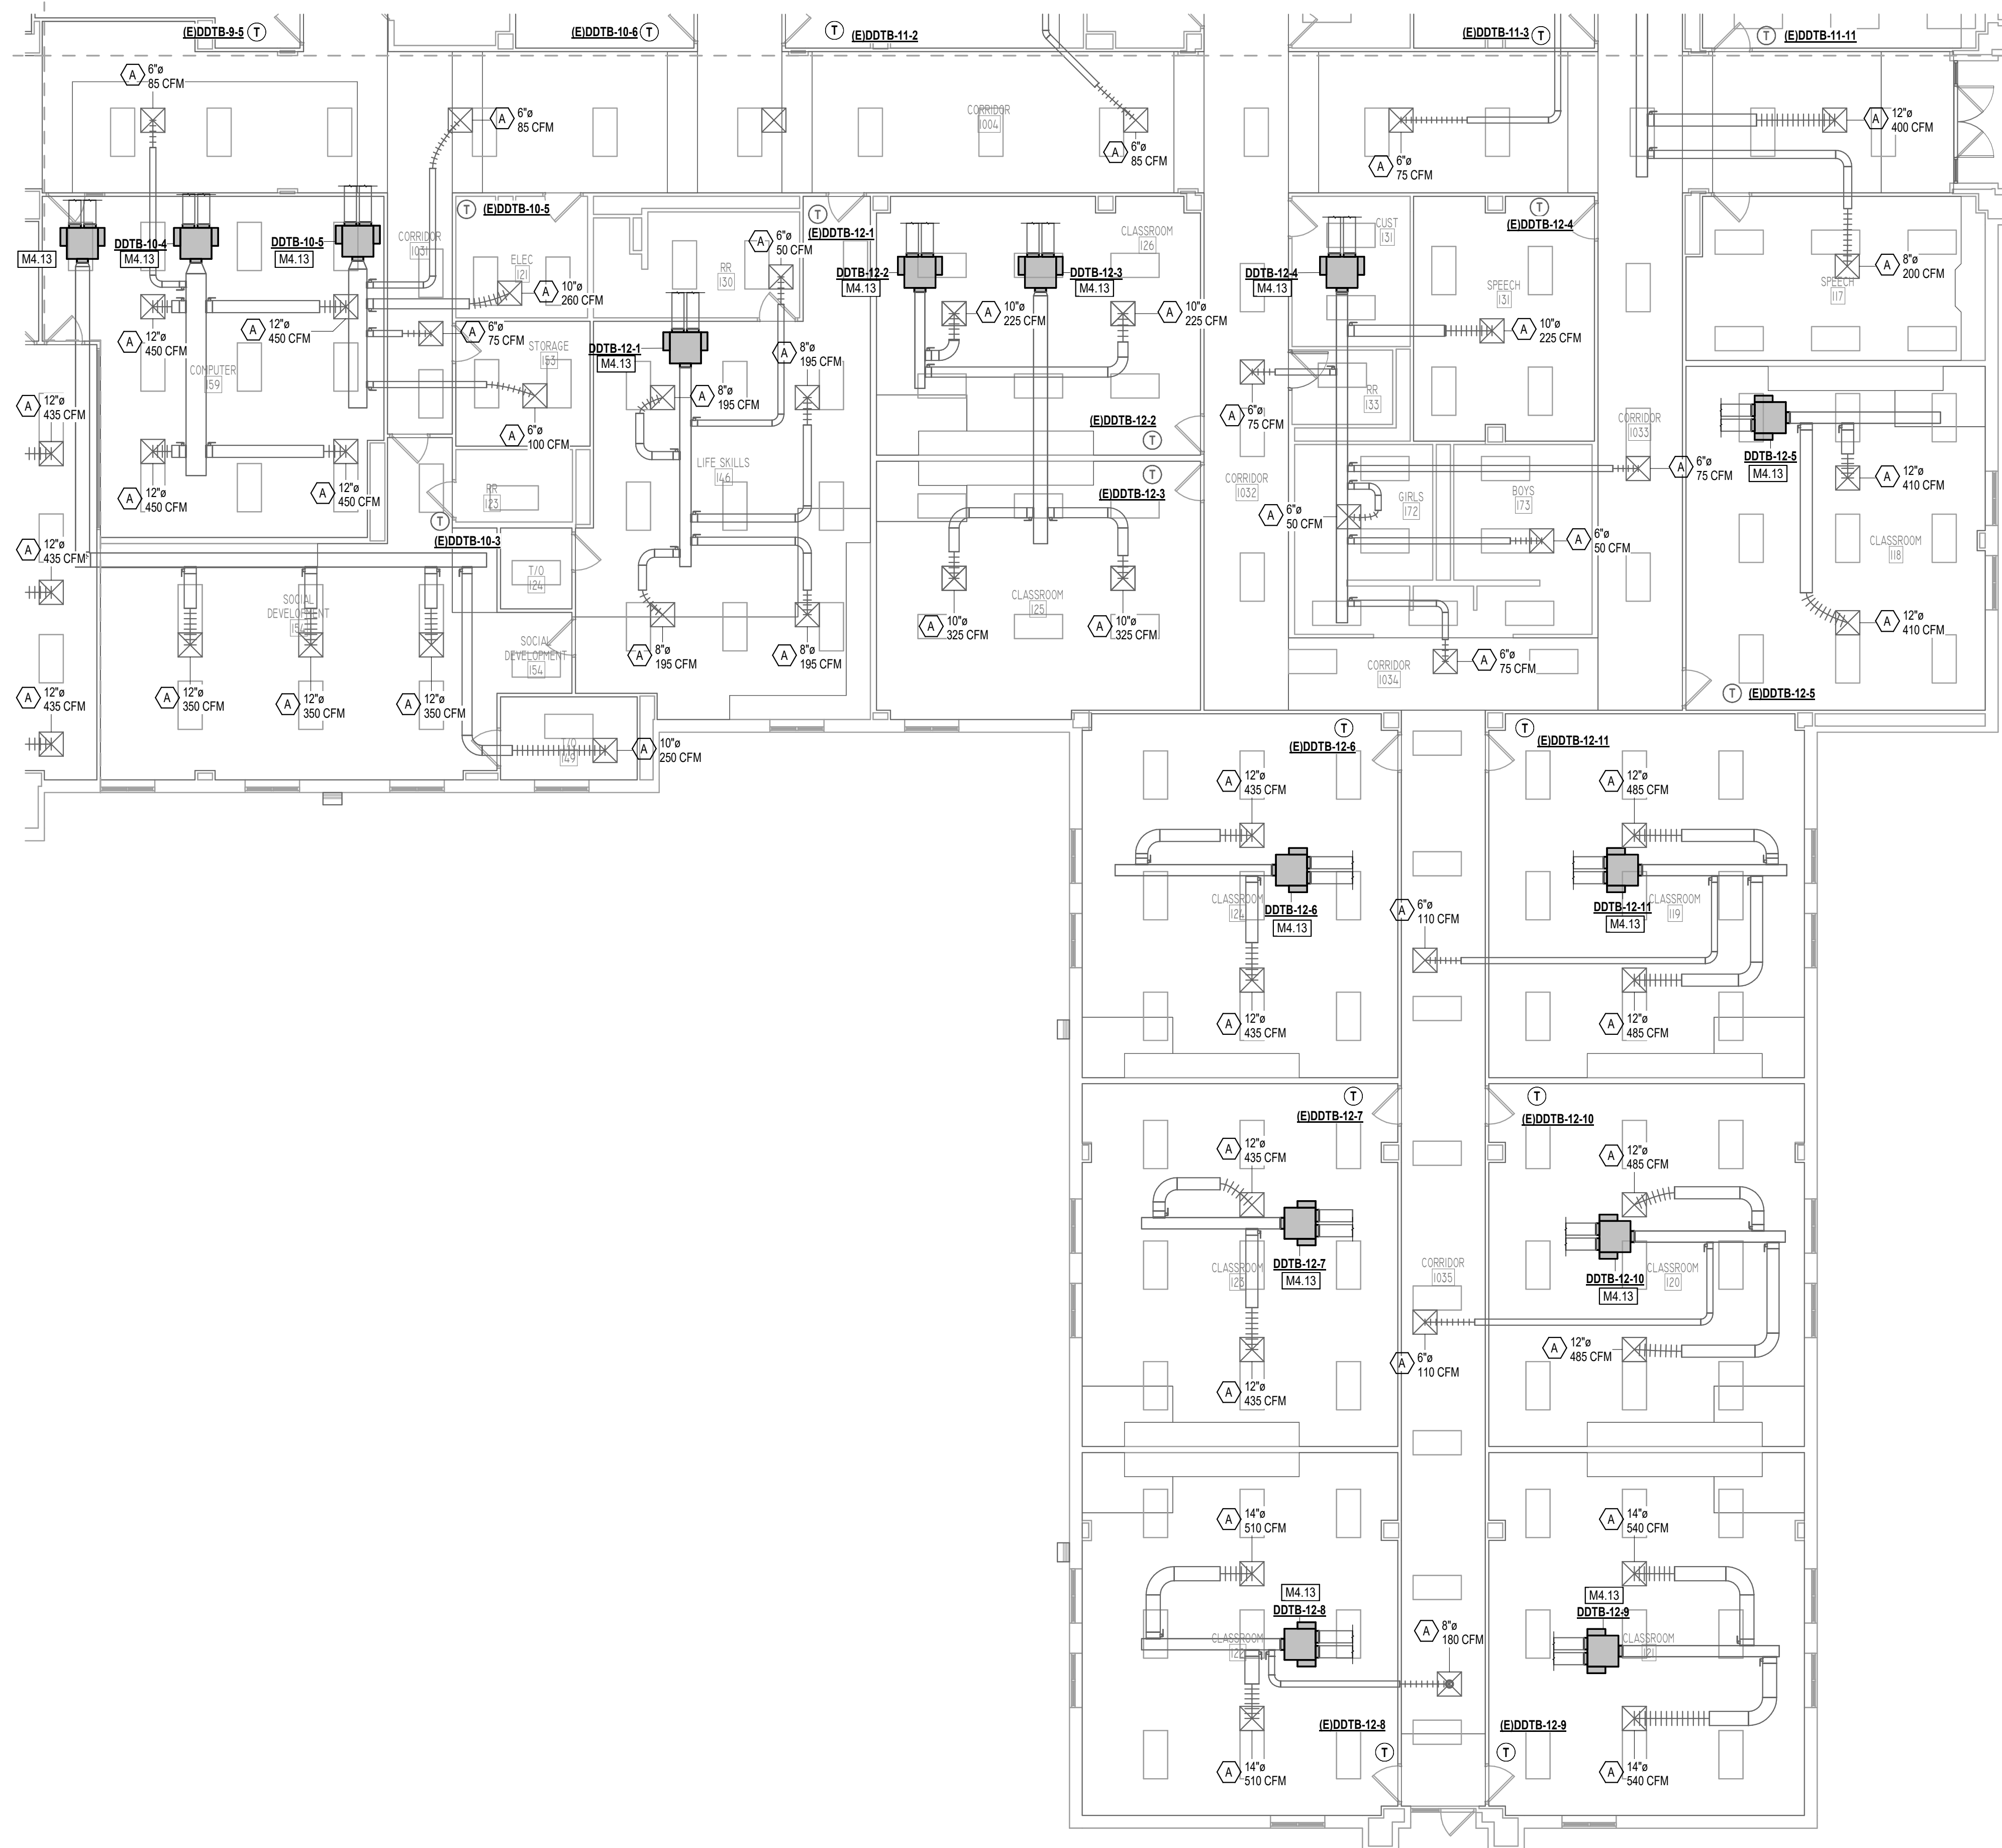 (E)DDTB-9-5 T
(E)DDTB-10-6 T
T (E)DDTB-11-2
(E)DDTB-11-3 T
T (E)DDTB-11-11
A 6"ø
85 CFM
A 6"ø
85 CFM
CORRIDOR
1004
A 6"ø
85 CFM
A 6"ø
75 CFM
A 12"ø
400 CFM
M4.13
DDTB-10-4
M4.13
DDTB-10-5
M4.13
CORRIDOR
1031
T (E)DDTB-10-5
ELEC
121
A 10"ø
260 CFM
RR
130
A 6"ø
50 CFM
T
(E)DDTB-12-1
DDTB-12-2
M4.13
DDTB-12-3
M4.13
CLASSROOM
126
CUST
131
DDTB-12-4
M4.13
T
(E)DDTB-12-4
SPEECH
131
A 8"ø
200 CFM
SPEECH
117
A 12"ø
450 CFM
A 12"ø
450 CFM
A 6"ø
75 CFM
COMPUTER
159
STORAGE
153
DDTB-12-1
M4.13
A 8"ø
195 CFM
A 8"ø
195 CFM
A 10"ø
225 CFM
A 10"ø
225 CFM
A 10"ø
225 CFM
A 12"ø
435 CFM
A 6"ø
100 CFM
(E)DDTB-12-2
T
A 6"ø
75 CFM
RR
133
CORRIDOR
1033
DDTB-12-5
M4.13
A 12"ø
450 CFM
A 12"ø
450 CFM
RR
123
LIFE SKILLS
146
T
(E)DDTB-12-3
CORRIDOR
1032
A 6"ø
75 CFM
A 12"ø
410 CFM
T
(E)DDTB-10-3
A 6"ø
50 CFM
GIRLS
172
BOYS
173
A 6"ø
50 CFM
CLASSROOM
118
A 12"ø
435 CFM
T/O
124
SOCIAL
DEVELOPMENT
CLASSROOM
125
A 10"ø
325 CFM
A 10"ø
325 CFM
A 12"ø
410 CFM
SOCIAL
DEVELOPMENT
154
A 8"ø
195 CFM
A 8"ø
195 CFM
CORRIDOR
1034
A 6"ø
75 CFM
A 12"ø
435 CFM
A 12"ø
350 CFM
A 12"ø
350 CFM
A 12"ø
350 CFM
T (E)DDTB-12-5
T/O
149
A 10"ø
250 CFM
T
(E)DDTB-12-6
T
(E)DDTB-12-11
A 12"ø
435 CFM
A 12"ø
485 CFM
CLASSROOM
DDTB-12-6
M4.13
A 6"ø
110 CFM
DDTB-12-11
M4.13
CLASSROOM
119
A 12"ø
435 CFM
A 12"ø
485 CFM
T
(E)DDTB-12-7
T
(E)DDTB-12-10
A 12"ø
435 CFM
A 12"ø
485 CFM
CLASSROOM
123
DDTB-12-7
M4.13
CORRIDOR
1035
DDTB-12-10
M4.13
CLASSROOM
120
A 6"ø
110 CFM
A 12"ø
485 CFM
A 12"ø
435 CFM
A 14"ø
510 CFM
A 14"ø
540 CFM
M4.13
DDTB-12-8
CLASSROOM
122
A 8"ø
180 CFM
M4.13
DDTB-12-9
CLASSROOM
121
(E)DDTB-12-8
T
(E)DDTB-12-9
T
A 14"ø
510 CFM
A 14"ø
540 CFM